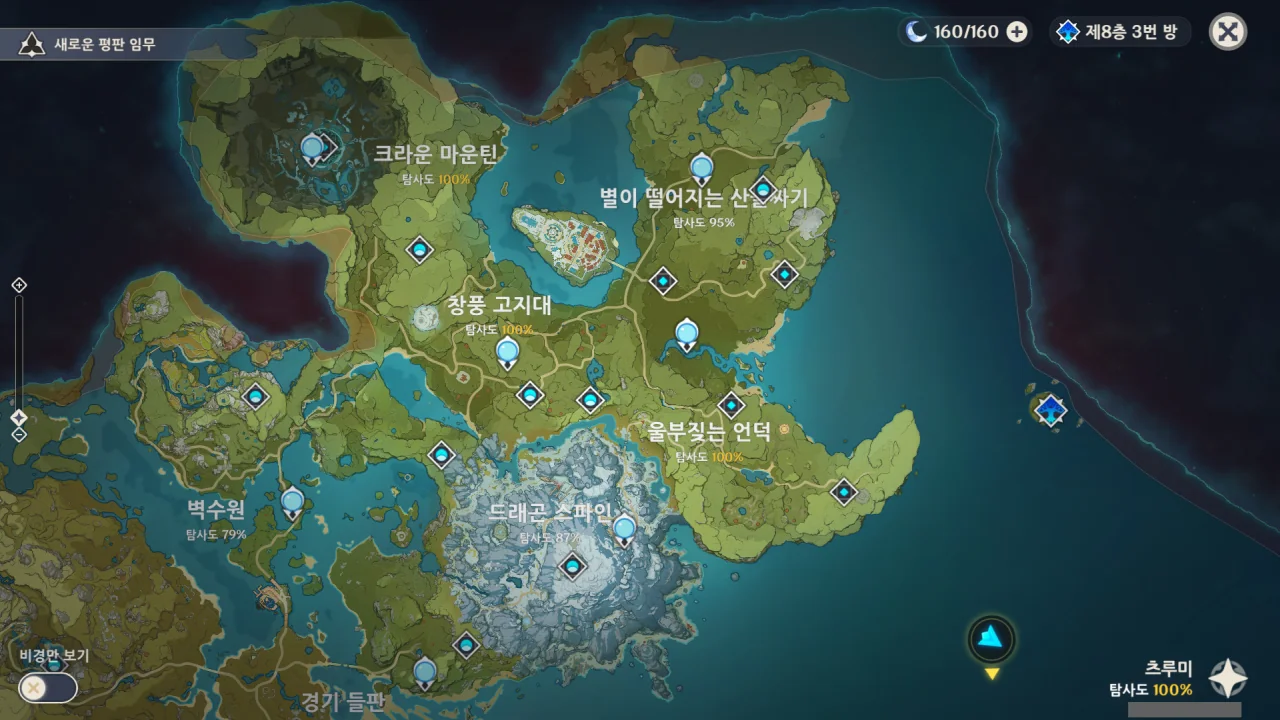 새로운 평판 임무
160/160
제8층 3번 방
크라운 마운틴
탐사도 100%
별이 떨어지는 산골짜기
탐사도 95%
창풍 고지대
탐사도 100%
울부짖는 언덕
탐사도 100%
벽수원
탐사도 79%
드래곤 스파인
탐사도 87%
비경만 보기
경기 들판
츠루미
탐사도 100%